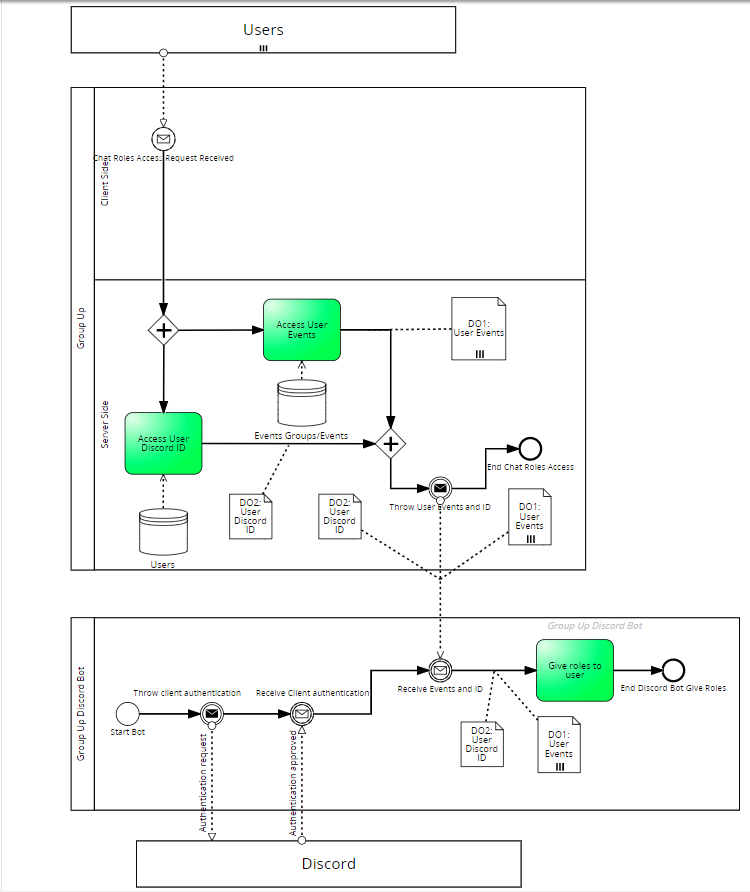 Users
Chat Roles Access Request Received
Client Side
Group Up
Server Side
Access User
Events
DO1:
User Events
Events Groups/Events
Access User
Discord ID
Users
DO2:
User
Discord
ID
DO2:
User
Discord
ID
End Chat Roles Access
Throw User Events and ID
DO1:
User
Events
Group Up Discord Bot
Group Up Discord Bot
Give roles to
user
End Discord Bot Give Roles
Receive Events and ID
Throw client authentication
Receive Client authentication
Start Bot
DO2:
User
Discord
ID
DO1:
User
Events
Authentication request
Authentication approved
Discord